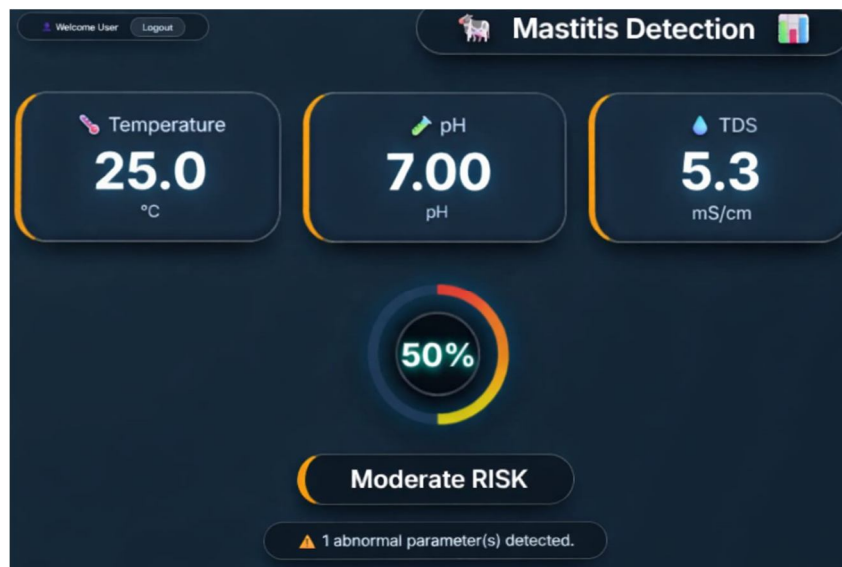 Welcome User
Logout
Mastitis Detection
Temperature
25.0
°C
pH
7.00
pH
TDS
5.3
mS/cm
50%
Moderate RISK
1 abnormal parameter(s) detected.